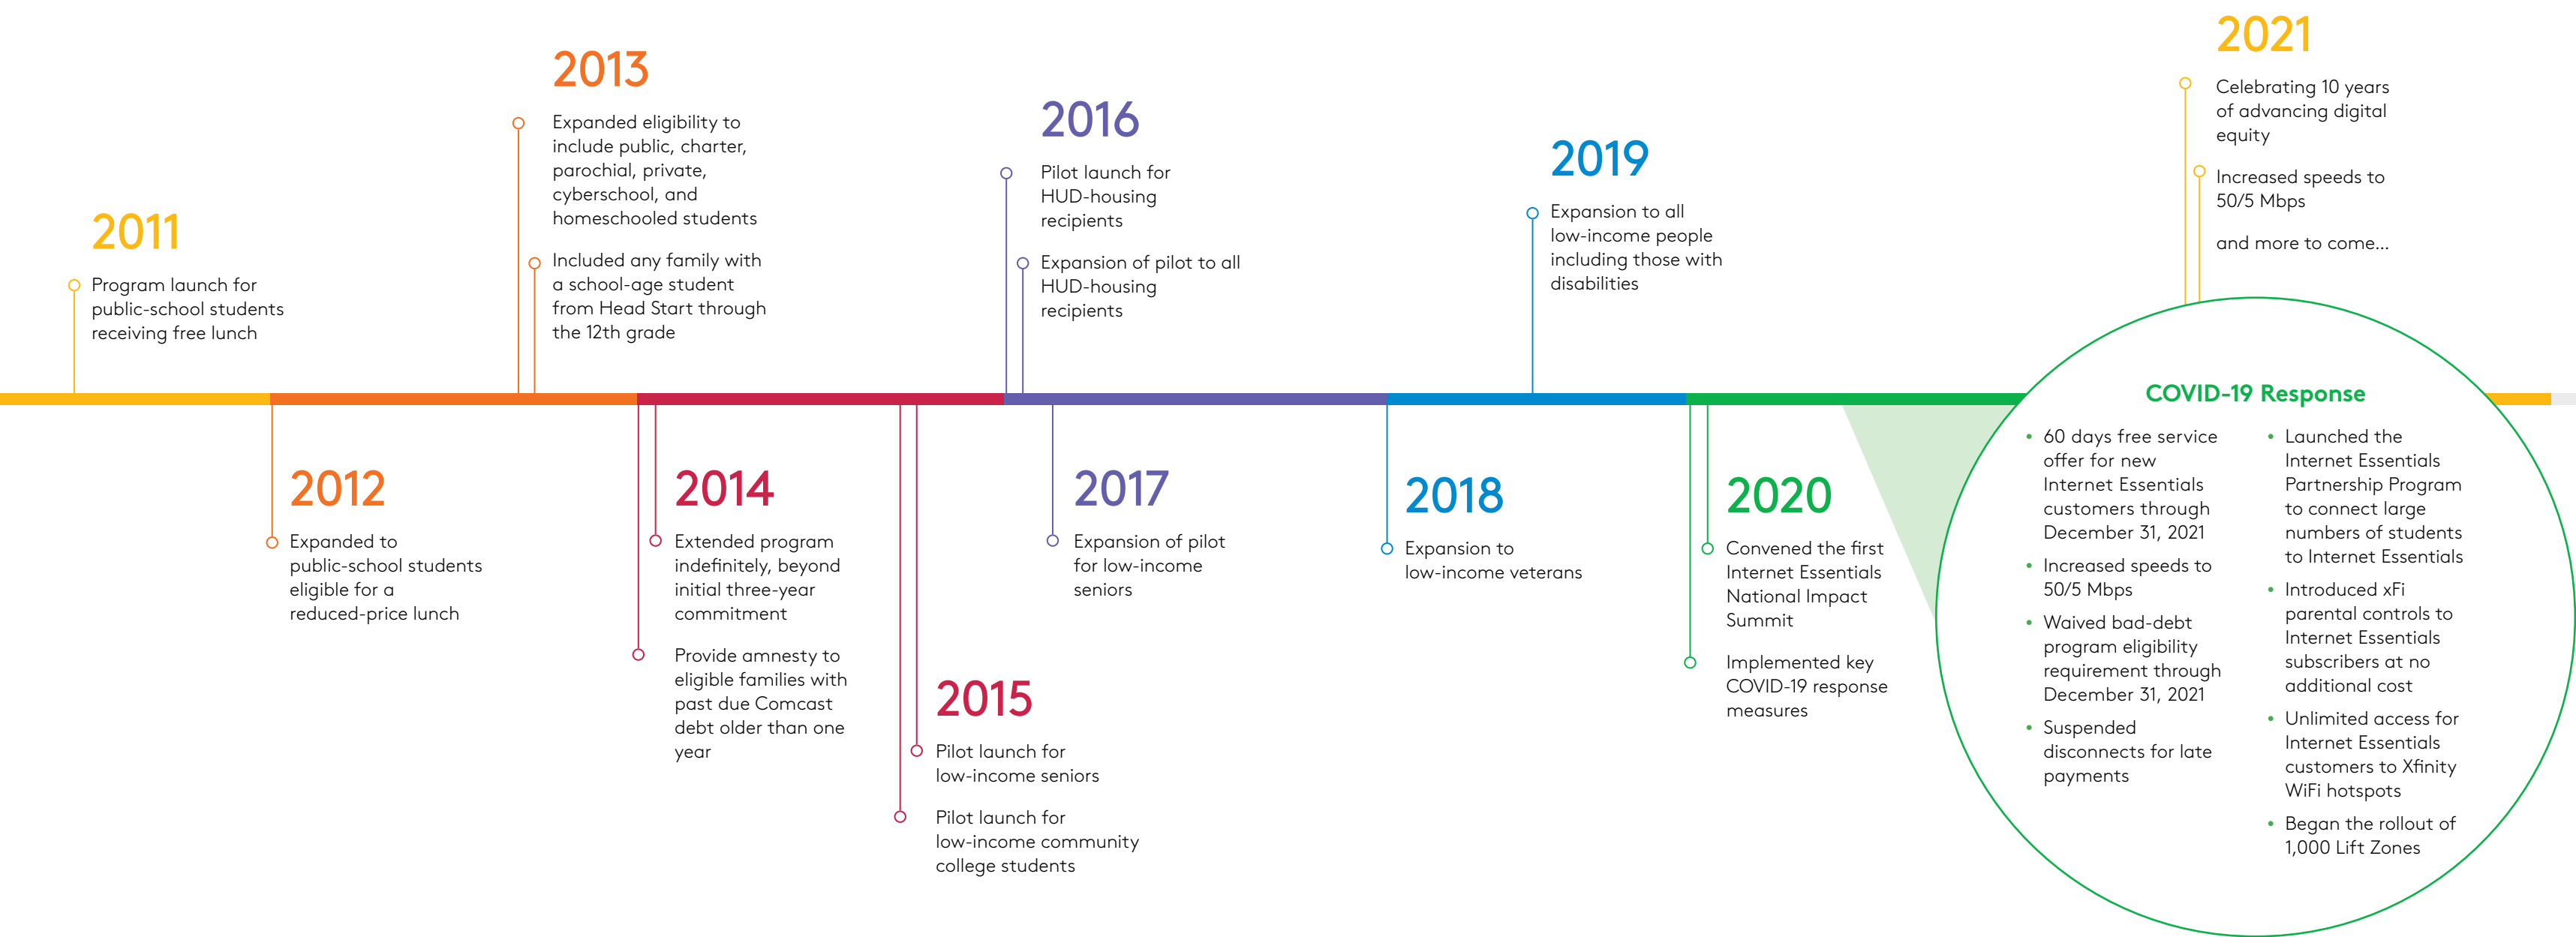 2011
Program launch for
public-school students
receiving free lunch
2012
Expanded to
public-school students
eligible for a
reduced-price lunch
2013
Expanded eligibility to
include public, charter,
parochial, private,
cyberschool, and
homeschooled students
Included any family with
a school-age student
from Head Start through
the 12th grade
2014
Extended program
indefinitely, beyond
initial three-year
commitment
Provide amnesty to
eligible families with
past due Comcast
debt older than one
year
2015
Pilot launch for
low-income seniors
Pilot launch for
low-income community
college students
2016
Pilot launch for
HUD-housing
recipients
Expansion of pilot to all
HUD-housing
recipients
2017
Expansion of pilot
for low-income
seniors
2018
Expansion to
low-income veterans
2019
Expansion to all
low-income people
including those with
disabilities
2020
Convened the first
Internet Essentials
National Impact
Summit
Implemented key
COVID-19 response
measures
2021
Celebrating 10 years
of advancing digital
equity
Increased speeds to
50/5 Mbps
and more to come...
COVID-19 Response
• 60 days free service
offer for new
Internet Essentials
customers through
December 31, 2021
• Increased speeds to
50/5 Mbps
• Waived bad-debt
program eligibility
requirement through
December 31, 2021
• Suspended
disconnects for late
payments
• Launched the
Internet Essentials
Partnership Program
to connect large
numbers of students
to Internet Essentials
• Introduced xFi
parental controls to
Internet Essentials
subscribers at no
additional cost
• Unlimited access for
Internet Essentials
customers to Xfinity
WiFi hotspots
• Began the rollout of
1,000 Lift Zones